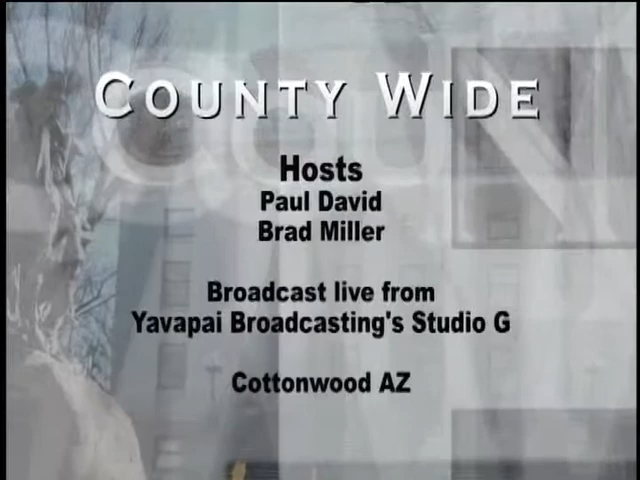 COUNTY WIDE
Hosts
Paul David
Brad Miller
Broadcast live from
Yavapai Broadcasting's Studio G
Cottonwood AZ